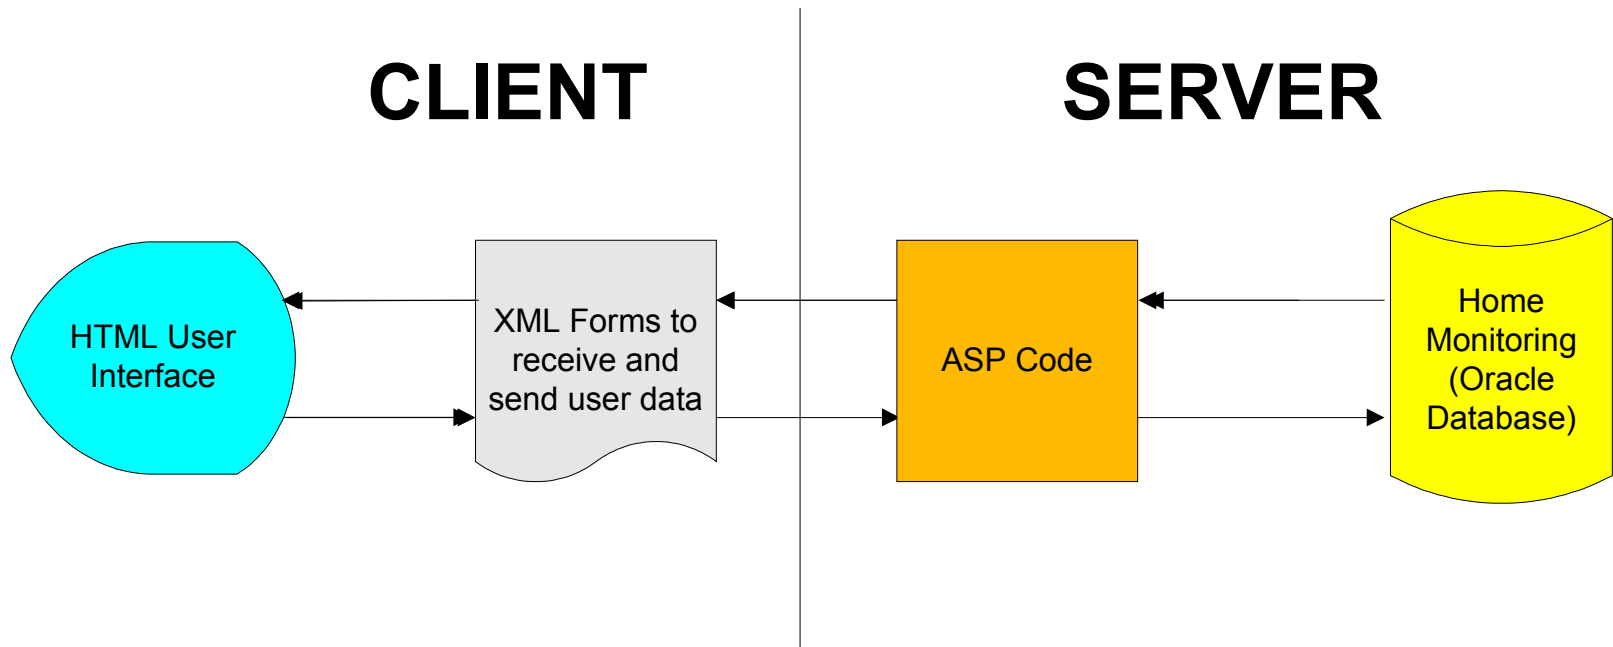 CLIENT
SERVER
HTML User
Interface
XML Forms to
receive and
send user data
ASP Code
Home
Monitoring
(Oracle
Database)